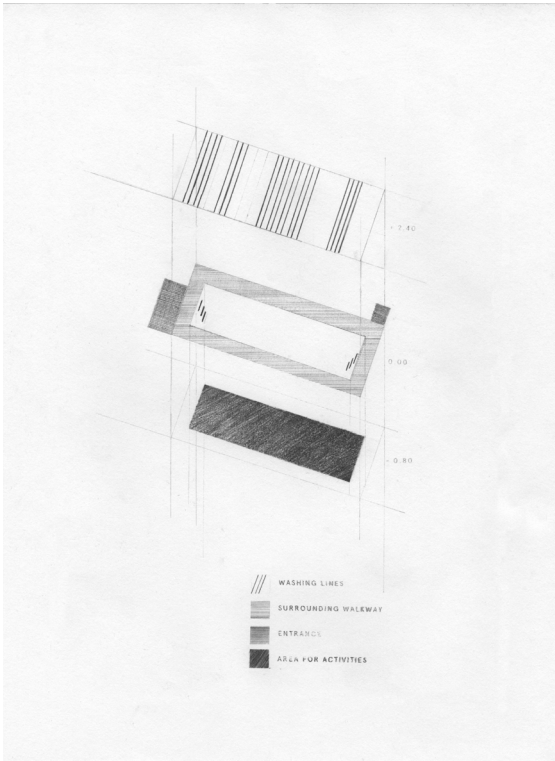 + 7.40
0.00
- 0.80
WASHING LINES
SURROUNDING WALKWAY
ENTRANCE
AREA FOR ACTIVITIES